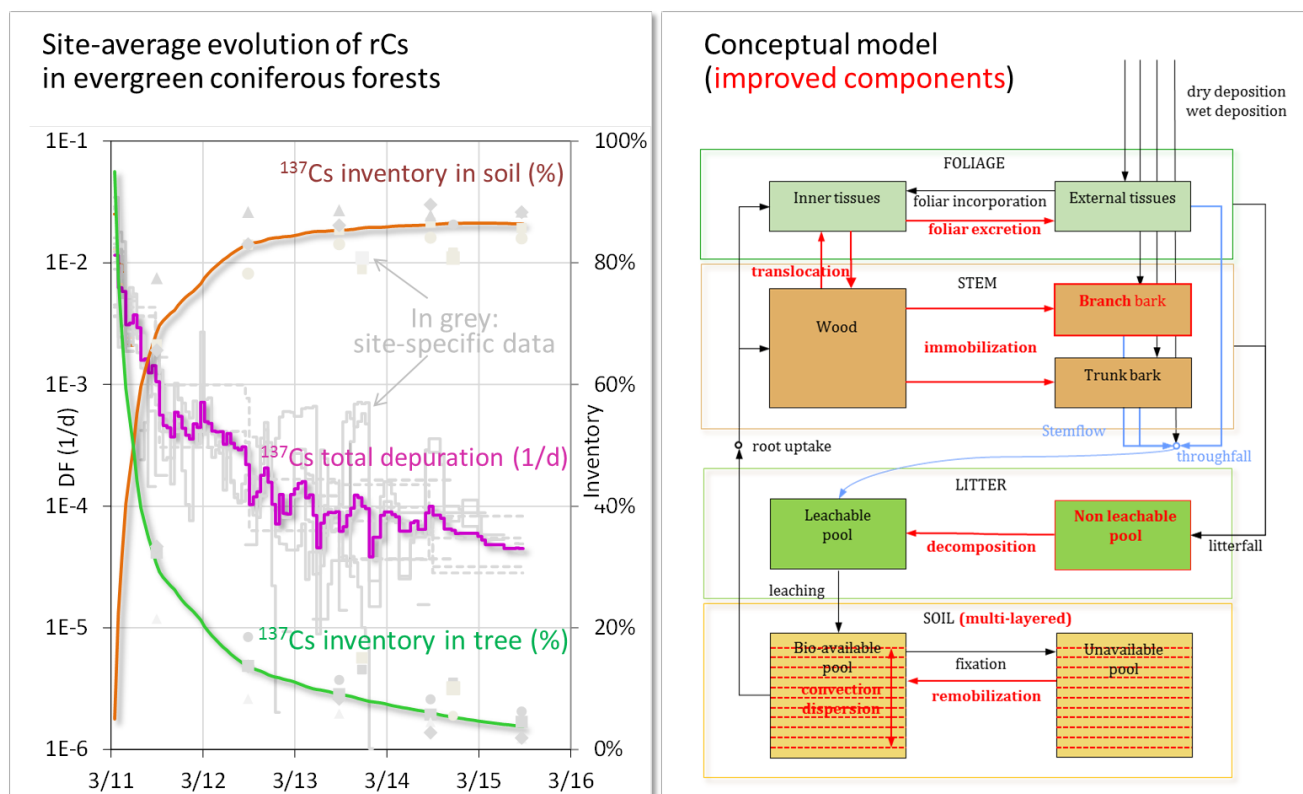 Site-average evolution of rCs
in evergreen coniferous forests
1E-1
1E-2
1E-3
1E-4
1E-5
1E-6
DF (1/d)
100%
80%
60%
40%
20%
0%
Inventory
3/11
3/12
3/13
3/14
3/15
3/16
137Cs inventory in soil (%)
In grey:
site-specific data
137Cs total depuration (1/d)
137Cs inventory in tree (%)
Conceptual model
(improved components)
dry deposition
wet deposition
FOLIAGE
Inner tissues
foliar incorporation
External tissues
foliar excretion
translocation
STEM
Wood
Branch bark
immobilization
Trunk bark
Stemflow
root uptake
throughfall
LITTER
Leachable
pool
Non leachable
pool
decomposition
litterfall
leaching
SOIL (multi-layered)
Bio-available
pool
Unavailable
pool
fixation
convection
dispersion
remobilization